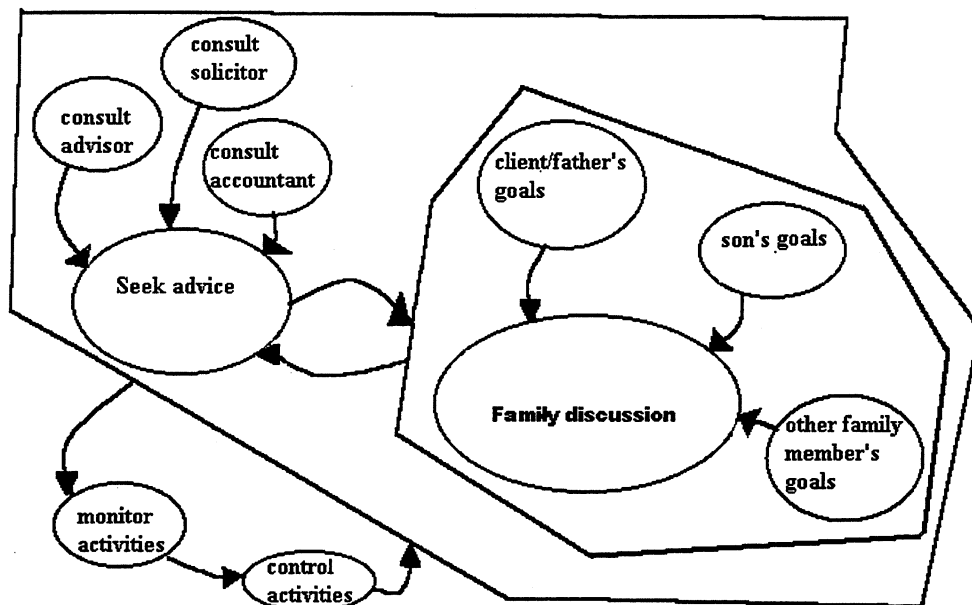 consult
solicitor
consult
advisor
consult
accountant
client/father's
goals
son's goals
Seek advice
Family discussion
other family
member's
goals
monitor
activities
control
activities